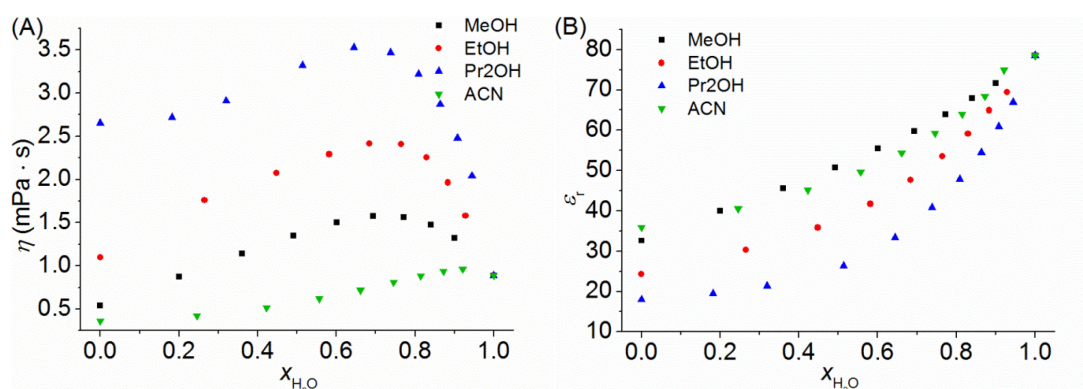 (A)
η (mPa · s)
3.5
3.0
2.5
2.0
1.5
1.0
0.5
MeOH
EtOH
Pr2OH
ACN
0.0 0.2 0.4 0.6 0.8 1.0
xH₂O
(B)
εr
80
70
60
50
40
30
20
10
MeOH
EtOH
Pr2OH
ACN
0.0 0.2 0.4 0.6 0.8 1.0
xH₂O